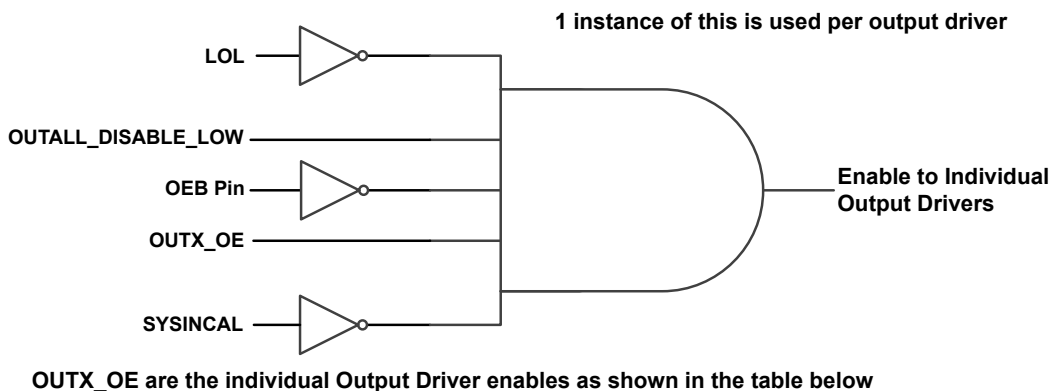 1 instance of this is used per output driver
LOL
OUTALL_DISABLE_LOW
OEB Pin
OUTX_OE
SYSINCAL
Enable to Individual
Output Drivers
OUTX_OE are the individual Output Driver enables as shown in the table below